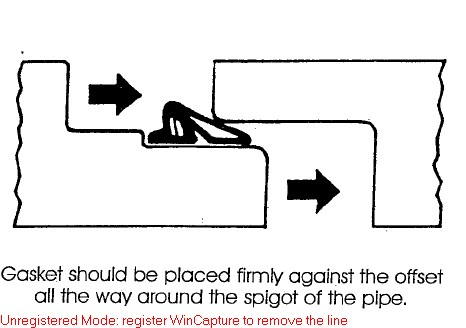 Gasket should be placed firmly against the offset
all the way around the spigot of the pipe.
Unregistered Mode: register WinCapture to remove the line